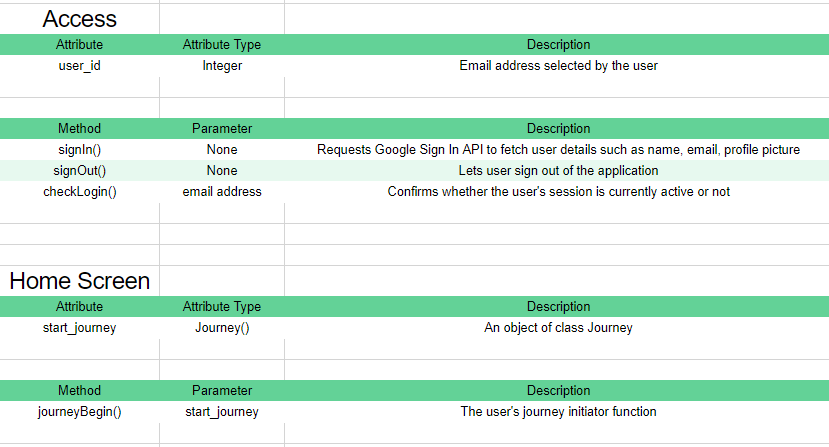 Access
Attribute Attribute Type Description
user_id Integer Email address selected by the user
Method Parameter Description
signIn() None Requests Google Sign In API to fetch user details such as name, email, profile picture
signOut() None Lets user sign out of the application
checkLogin() email address Confirms whether the user's session is currently active or not
Home Screen
Attribute Attribute Type Description
start_journey Journey() An object of class Journey
Method Parameter Description
journeyBegin() start_journey The user's journey initiator function